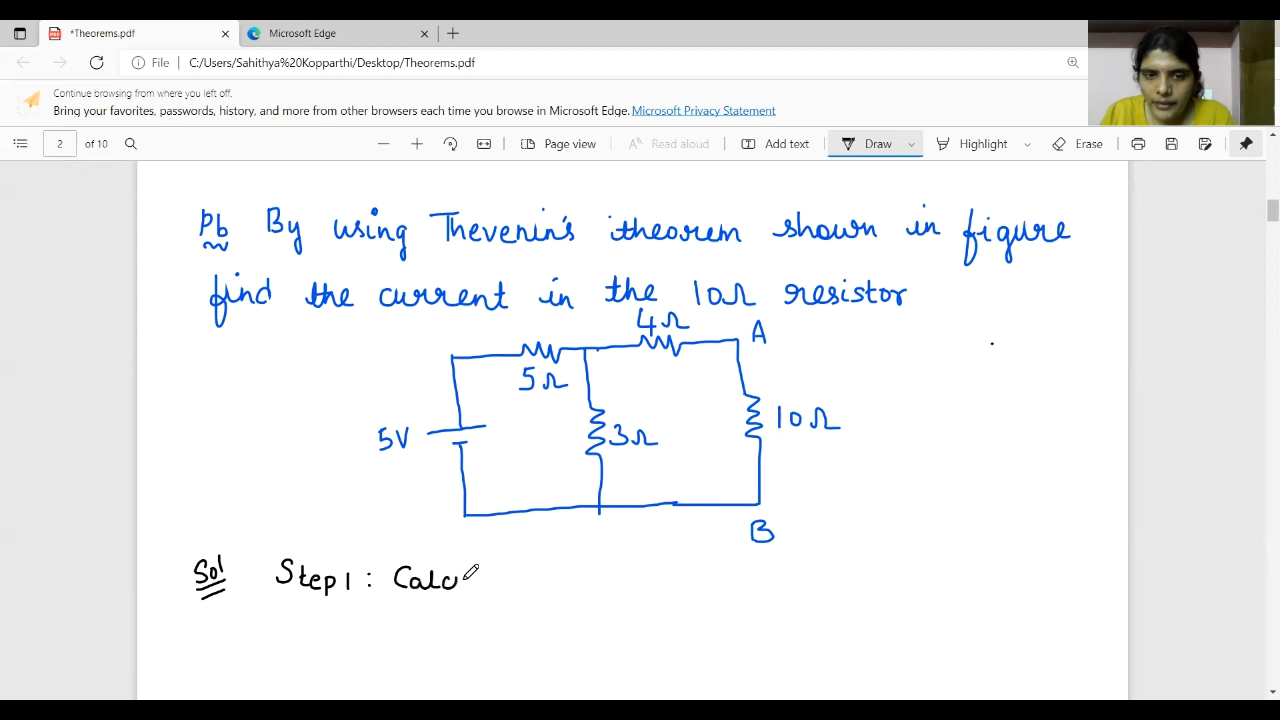 *Theorems.pdf
Microsoft Edge
File
C:/Users/Sahithya%20Kopparthi/Desktop/Theorems.pdf
Continue browsing from where you left off.
Bring your favorites, passwords, history, and more from other browsers each time you browse in Microsoft Edge. Microsoft Privacy Statement
2 of 10
Page view
Read aloud
Add text
Draw
Highlight
Erase
Pb By using Thevenin's theorem shown in figure
find the current in the 10Ω resistor
4Ω
A
5Ω
10Ω
5V
3Ω
B
Sol Step1: Calc